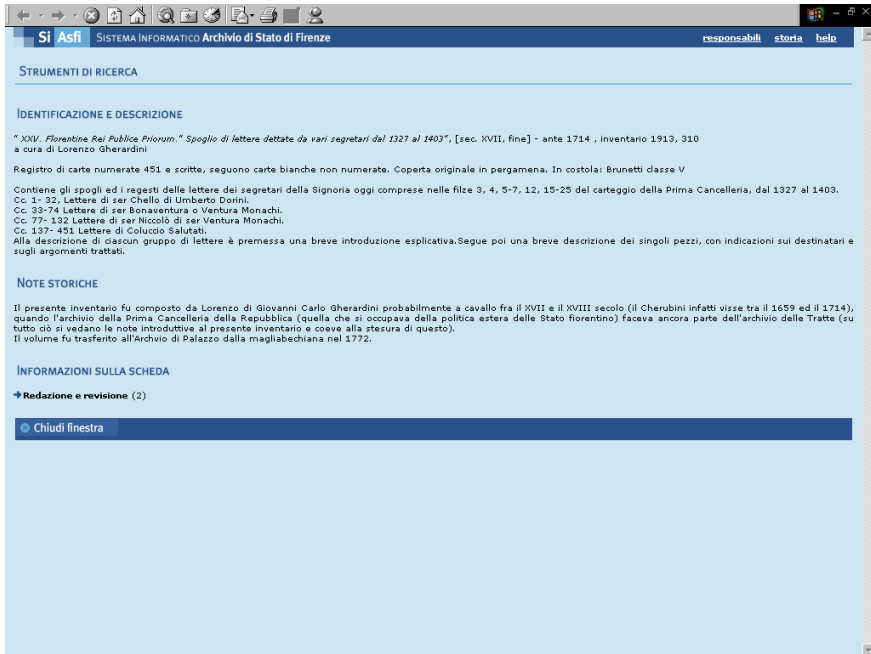 Si Asfi SISTEMA INFORMATICO Archivio di Stato di Firenze responsabili storia help
STRUMENTI DI RICERCA
IDENTIFICAZIONE E DESCRIZIONE
" XXV. Florentine Rei Publice Priorum." Spoglio di lettere dettate da vari segretari dal 1327 al 1403", [sec. XVII, fine] - ante 1714 , inventario 1913, 310
a cura di Lorenzo Gherardini
Registro di carte numerate 451 e scritte, seguono carte bianche non numerate. Coperta originale in pergamena. In costola: Brunetti classe V
Contiene gli spogli ed i regesti delle lettere dei segretari della Signoria oggi comprese nelle filze 3, 4, 5-7, 12, 15-25 del carteggio della Prima Cancelleria, dal 1327 al 1403.
Cc. 1- 32, Lettere di ser Chello di Umberto Dorini.
Cc. 33-74 Lettere di ser Bonaventura o Ventura Monachi.
Cc. 77- 132 Lettere di ser Niccolò di ser Ventura Monachi.
Cc. 137- 451 Lettere di Coluccio Salutati.
Alla descrizione di ciascun gruppo di lettere è premessa una breve introduzione esplicativa.Segue poi una breve descrizione dei singoli pezzi, con indicazioni sui destinatari e
sugli argomenti trattati.
NOTE STORICHE
Il presente inventario fu composto da Lorenzo di Giovanni Carlo Gherardini probabilmente a cavallo fra il XVII e il XVIII secolo (il Cherubini infatti visse tra il 1659 ed il 1714),
quando l'archivio della Prima Cancelleria della Repubblica (quella che si occupava della politica estera delle Stato fiorentino) faceva ancora parte dell'archivio delle Tratte (su
tutto ciò si vedano le note introduttive al presente inventario e coeve alla stesura di questo).
Il volume fu trasferito all'Archvio di Palazzo dalla magliabechiana nel 1772.
INFORMAZIONI SULLA SCHEDA
Redazione e revisione (2)
Chiudi finestra